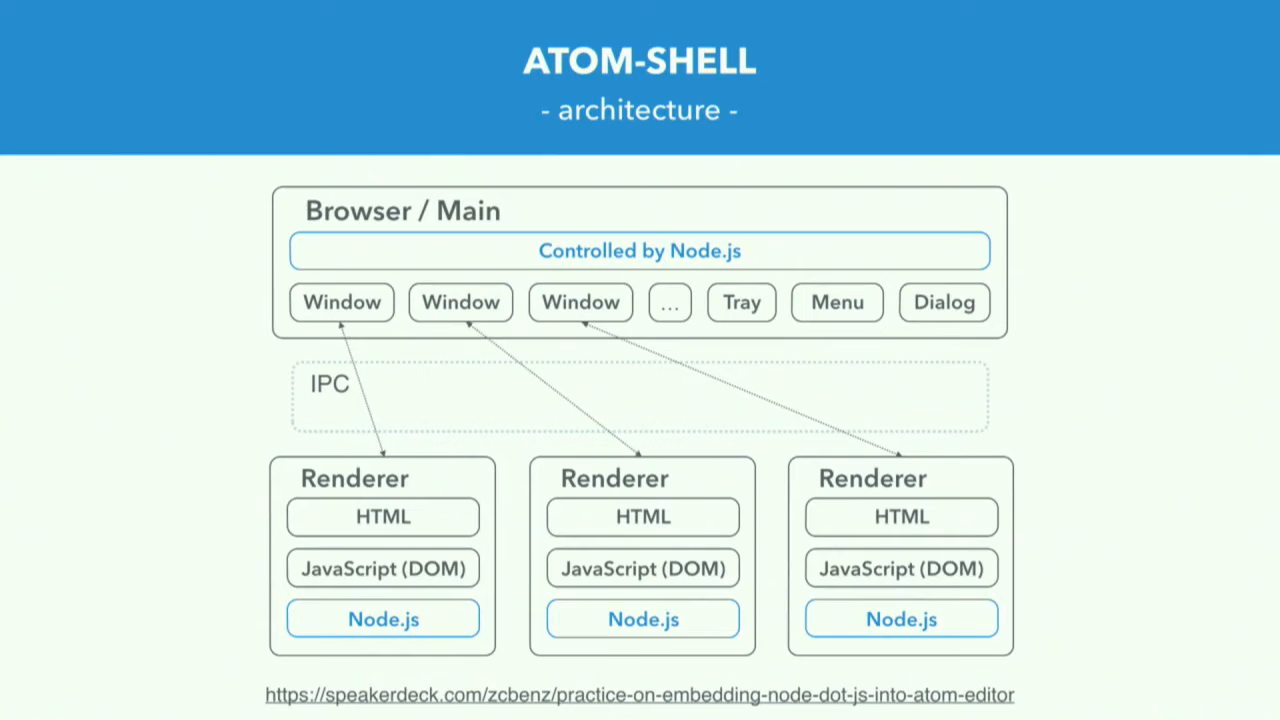 ATOM-SHELL
- architecture -
Browser / Main
Controlled by Node.js
Window
Window
Window
...
Tray
Menu
Dialog
IPC
Renderer
HTML
JavaScript (DOM)
Node.js
Renderer
HTML
JavaScript (DOM)
Node.js
Renderer
HTML
JavaScript (DOM)
Node.js
https://speakerdeck.com/zcbenz/practice-on-embedding-node-dot-js-into-atom-editor